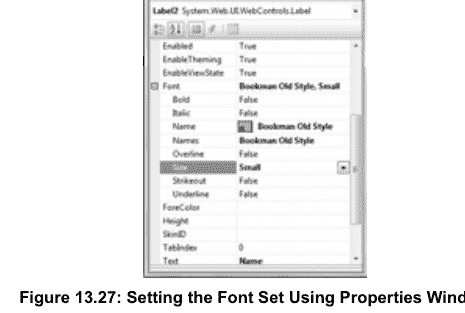 Label2 System.Web.UI.WebControls.Label
Enabled True
EnableTheming True
EnableViewState True
Font Bookman Old Style, Small
Bold False
Italic False
Name Bookman Old Style
Names Bookman Old Style
Overline False
Small
Strikeout False
Underline False
ForeColor
Height
SkinID
TabIndex 0
Text Name
Figure 13.27: Setting the Font Set Using Properties Wind